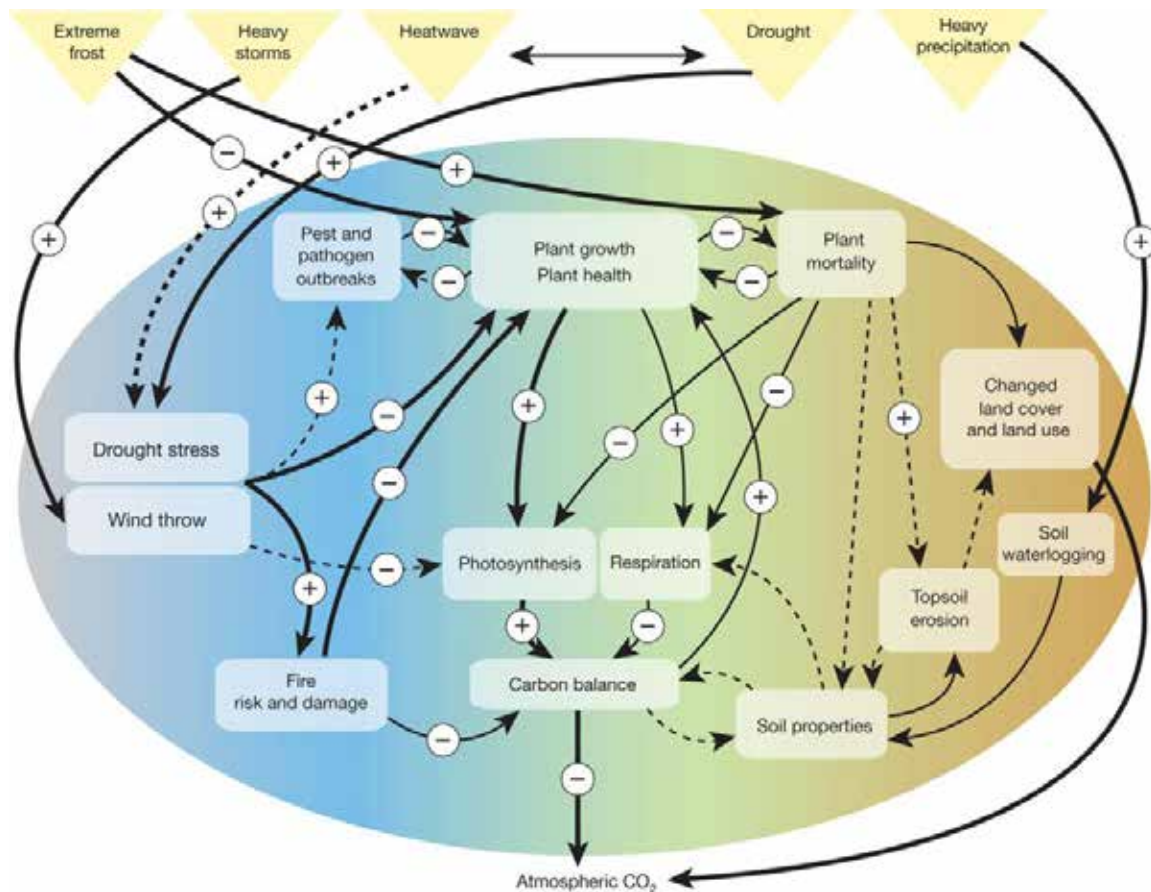 Extreme
frost
Heavy
storms
Heatwave
Drought
Heavy
precipitation
−
+
+
+
+
+
Pest and
pathogen
outbreaks
−
−
Plant growth
Plant health
−
−
Plant
mortality
+
−
+
−
−
+
Changed
land cover
and land use
Drought stress
Wind throw
−
+
+
−
Photosynthesis
Respiration
Soil
waterlogging
+
+
−
Topsoil
erosion
Fire
risk and damage
−
Carbon balance
Soil properties
−
Atmospheric CO₂